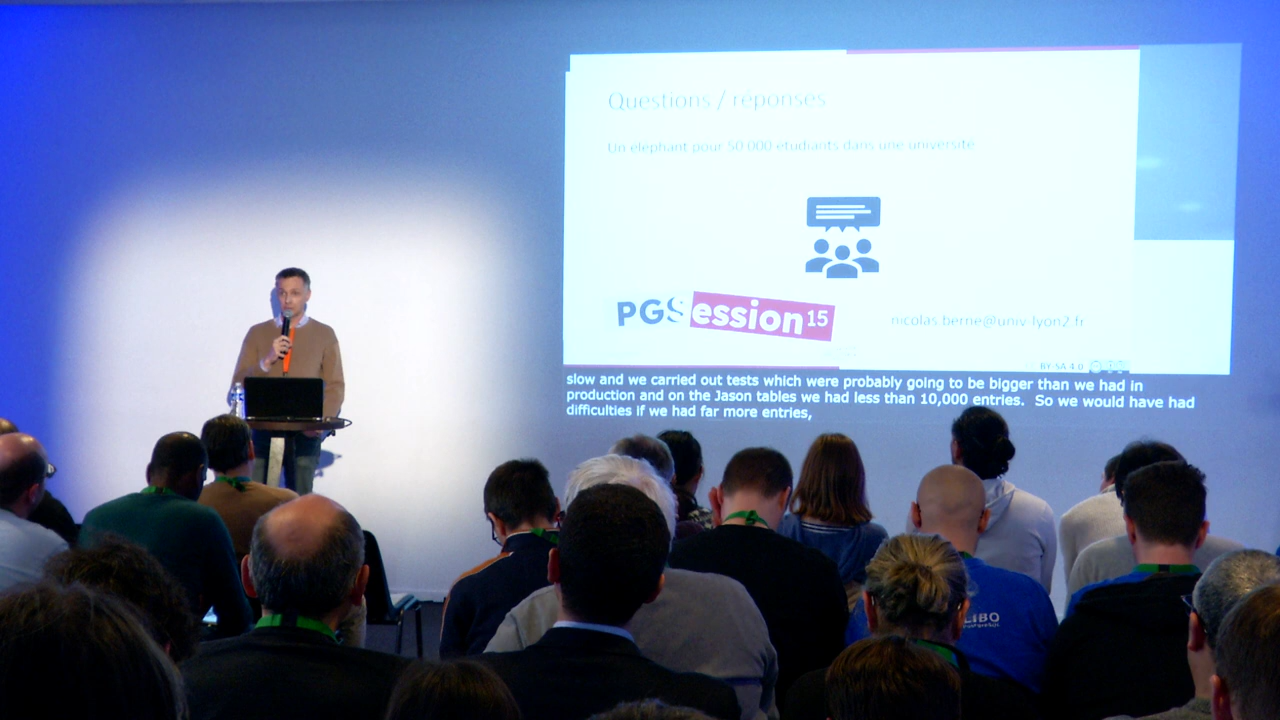 Questions / réponses
Un elephant pour 50 000 etudiants dans une université
PGSession15
nicolas.berne@univ-lyon2.fr
BY-SA 4.0
slow and we carried out tests which were probably going to be bigger than we had in
production and on the Jason tables we had less than 10,000 entries.  So we would have had
difficulties if we had far more entries,
LIBO